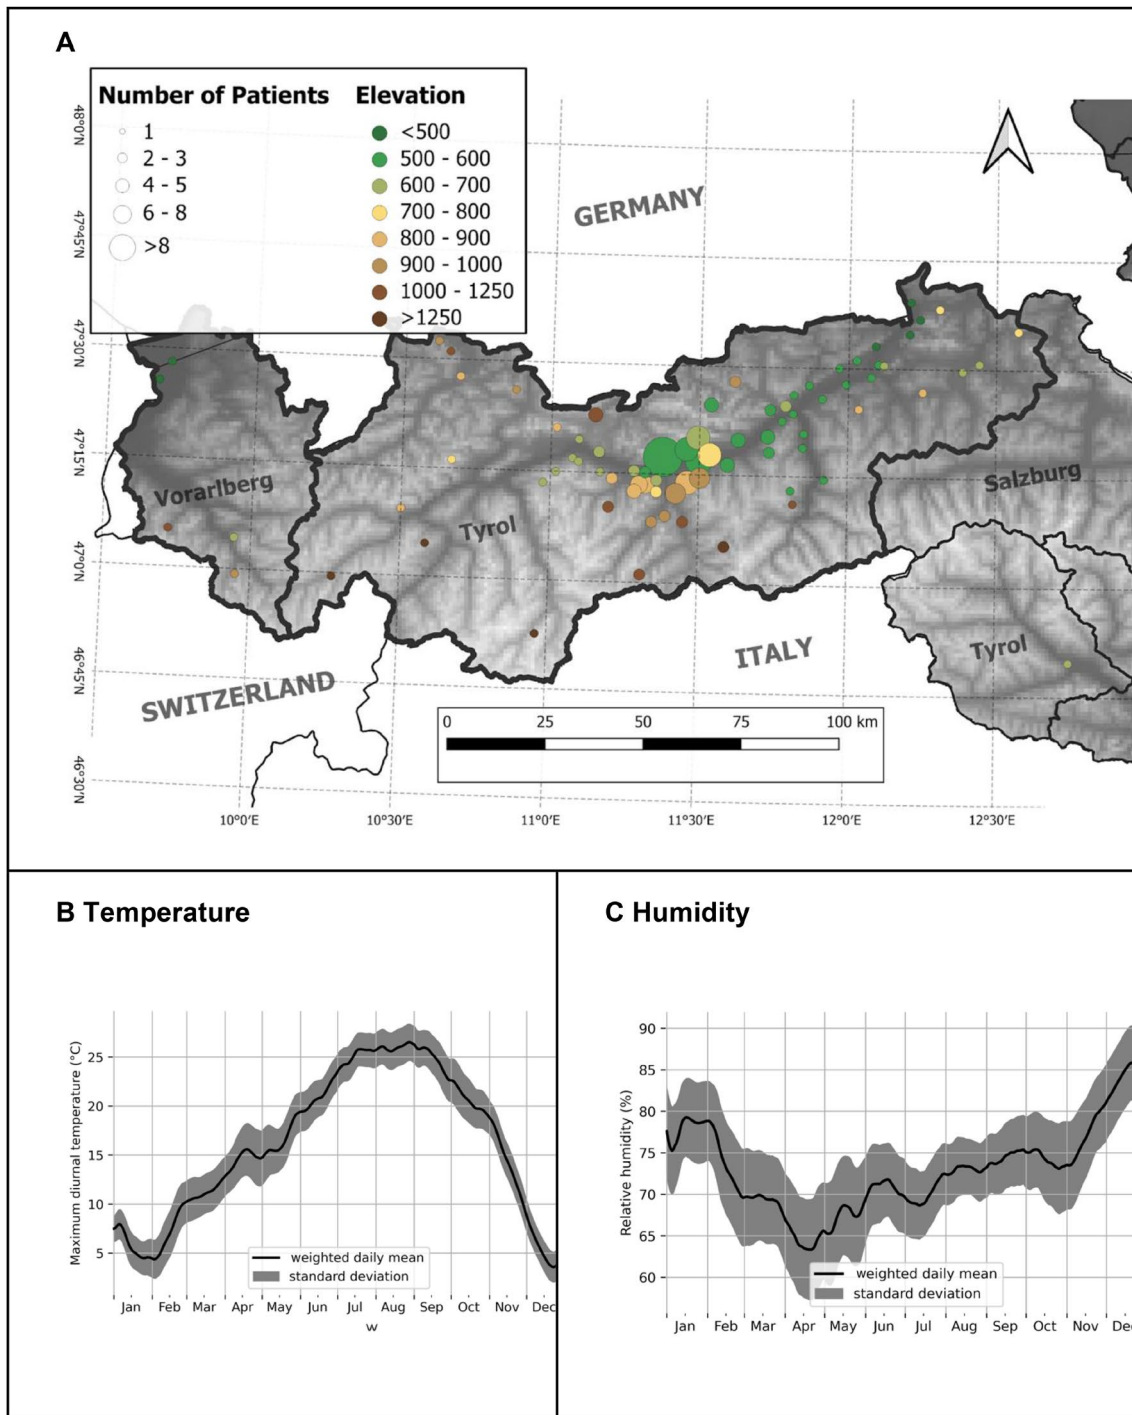 A
Number of Patients
1
2 - 3
4 - 5
6 - 8
>8
Elevation
<500
500 - 600
600 - 700
700 - 800
800 - 900
900 - 1000
1000 - 1250
>1250
48°0'N
47°45'N
47°30'N
47°15'N
47°0'N
46°45'N
46°30'N
GERMANY
Vorarlberg
Tyrol
Salzburg
Tyrol
ITALY
SWITZERLAND
0 25 50 75 100 km
10°0'E 10°30'E 11°0'E 11°30'E 12°0'E 12°30'E
B Temperature
Maximum diurnal temperature (°C)
25
20
15
10
5
weighted daily mean
standard deviation
Jan Feb Mar Apr May Jun Jul Aug Sep Oct Nov Dec
w
C Humidity
Relative humidity (%)
90
85
80
75
70
65
60
weighted daily mean
standard deviation
Jan Feb Mar Apr May Jun Jul Aug Sep Oct Nov